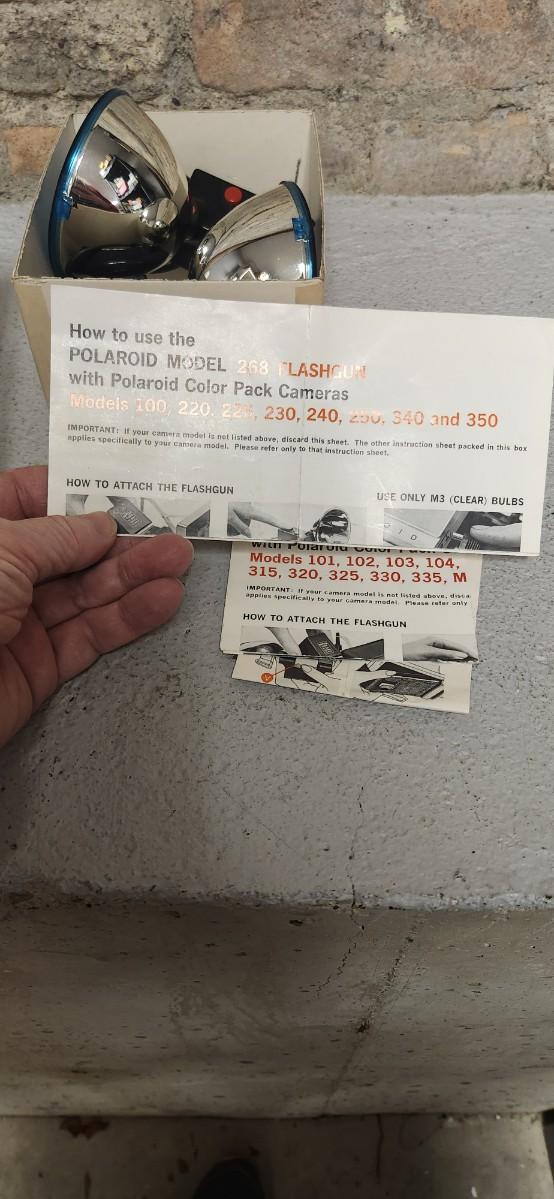 How to use the
POLAROID MODEL 268 FLASHGUN
with Polaroid Color Pack Cameras
Models 100, 220, 225, 230, 240, 250, 340 and 350
IMPORTANT: If your camera model is not listed above, discard this sheet. The other instruction sheet packed in this box
applies specifically to your camera model. Please refer only to that instruction sheet.
HOW TO ATTACH THE FLASHGUN
USE ONLY M3 (CLEAR) BULBS
with Polaroid Color
Models 101, 102, 103, 104,
315, 320, 325, 330, 335, M
IMPORTANT: If your camera model is not listed above,
applies specifically to your camera model. Please refer only
HOW TO ATTACH THE FLASHGUN